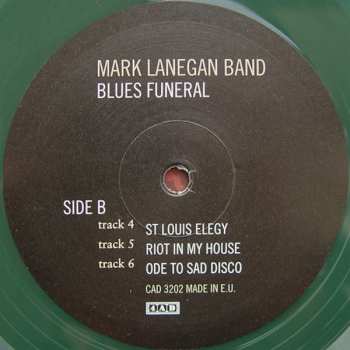 MARK LANEGAN BAND
BLUES FUNERAL
SIDE B
track 4 ST LOUIS ELEGY
track 5 RIOT IN MY HOUSE
track 6 ODE TO SAD DISCO
CAD 3202 MADE IN E.U.
4AD